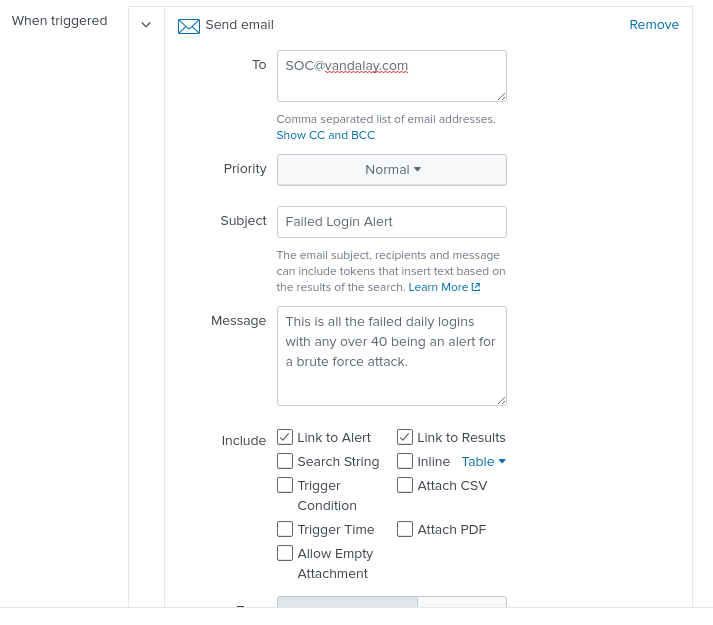 When triggered
Send email
Remove
To
SOC@vandalay.com
Comma separated list of email addresses.
Show CC and BCC
Priority
Normal
Subject
Failed Login Alert
The email subject, recipients and message
can include tokens that insert text based on
the results of the search. Learn More
Message
This is all the failed daily logins
with any over 40 being an alert for
a brute force attack.
Include
Link to Alert
Link to Results
Search String
Inline Table
Trigger
Condition
Attach CSV
Trigger Time
Attach PDF
Allow Empty
Attachment